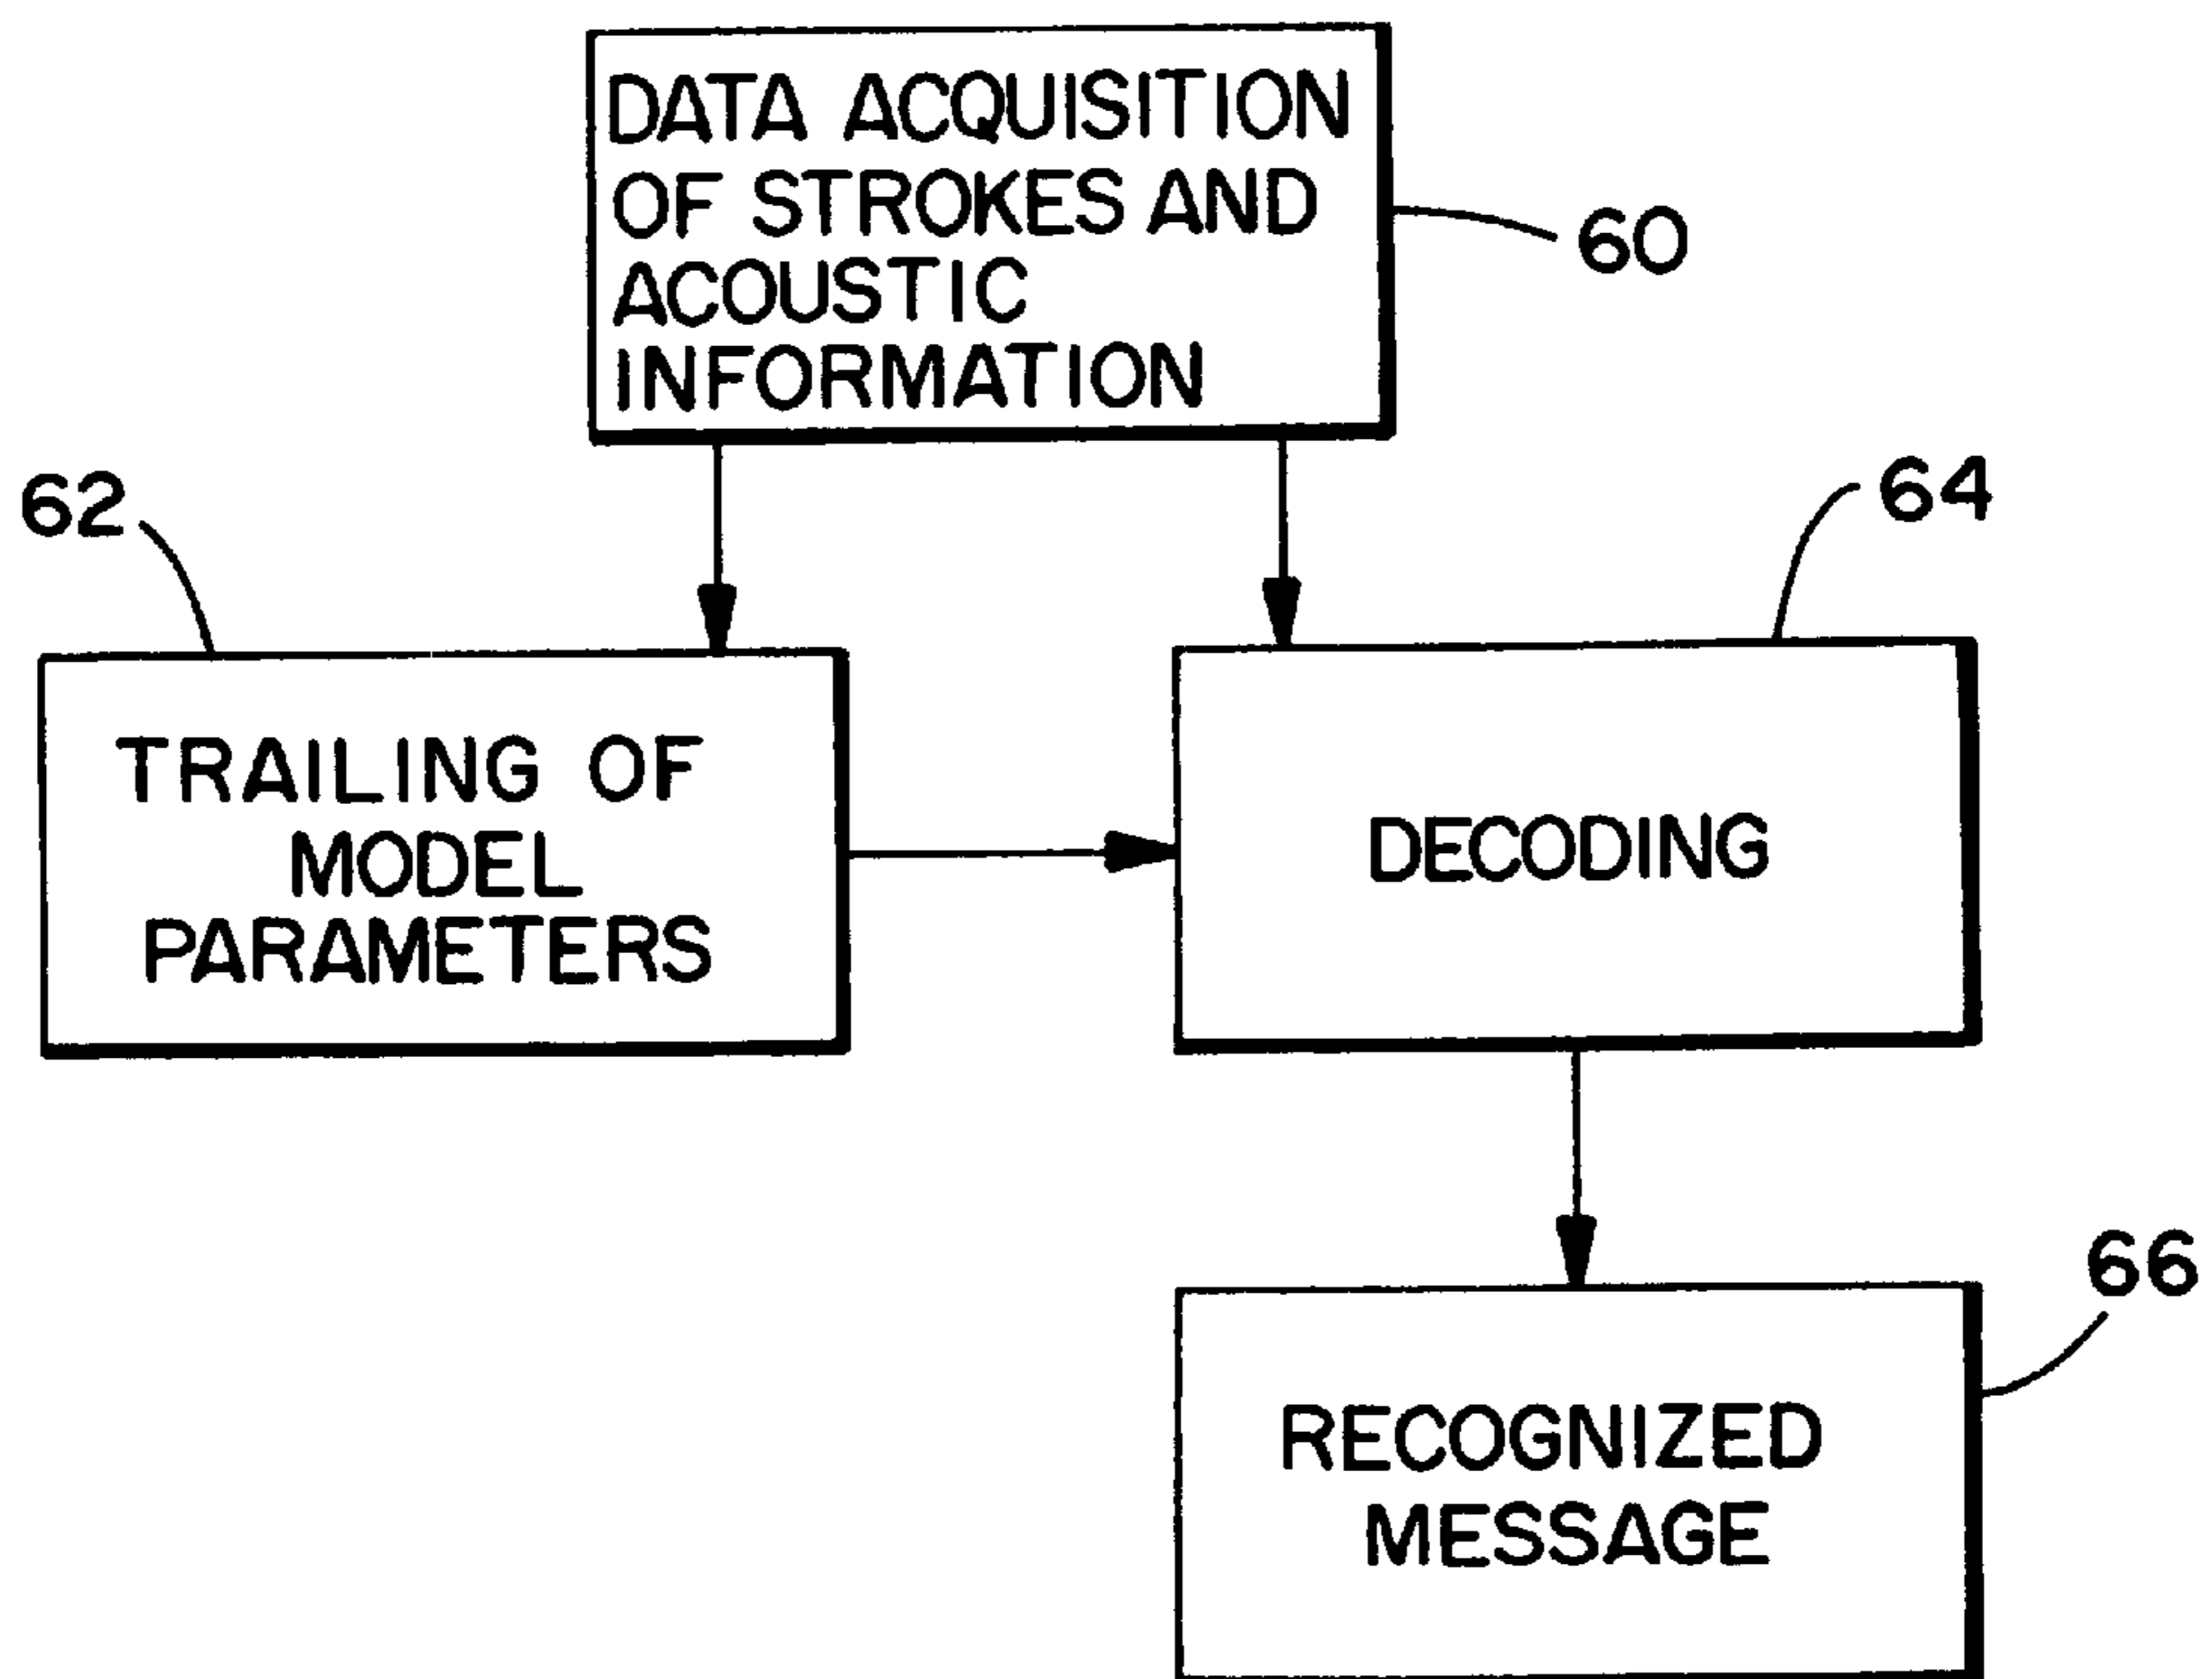 DATA ACQUISITION
OF STROKES AND
ACOUSTIC
INFORMATION
60
62
64
TRAILING OF
MODEL
PARAMETERS
DECODING
66
RECOGNIZED
MESSAGE